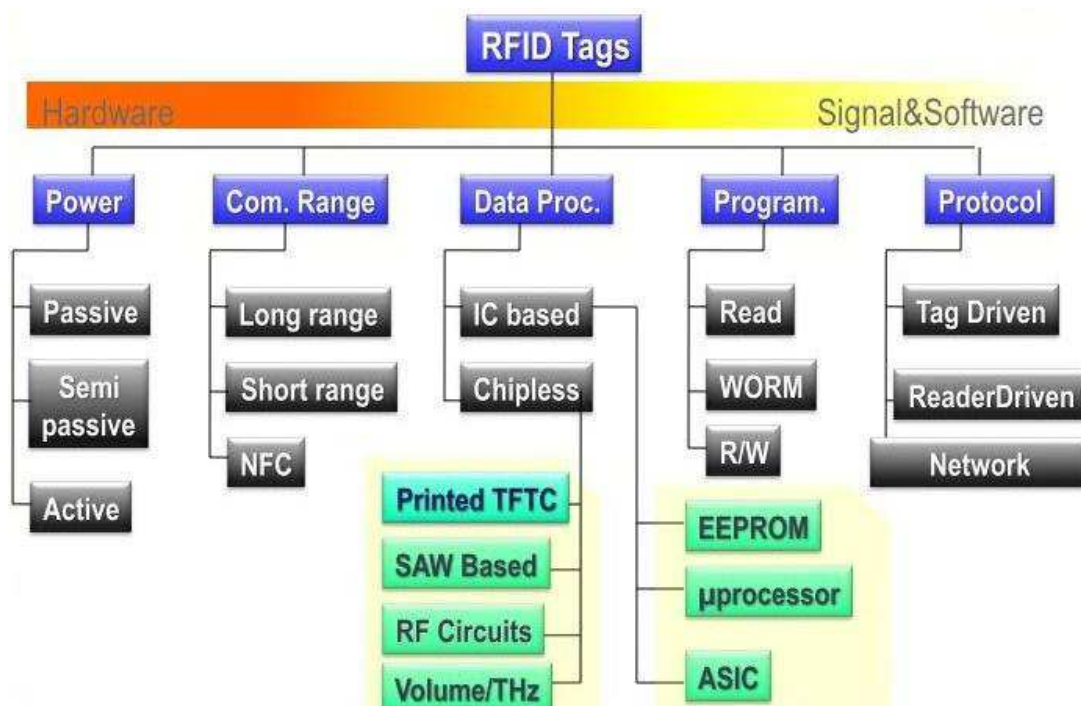 RFID Tags
Hardware
Signal&Software
Power
Com. Range
Data Proc.
Program.
Protocol
Passive
Semi
passive
Active
Long range
Short range
NFC
IC based
Chipless
Printed TFTC
SAW Based
RF Circuits
Volume/THz
EEPROM
µprocessor
ASIC
Read
WORM
R/W
Tag Driven
ReaderDriven
Network